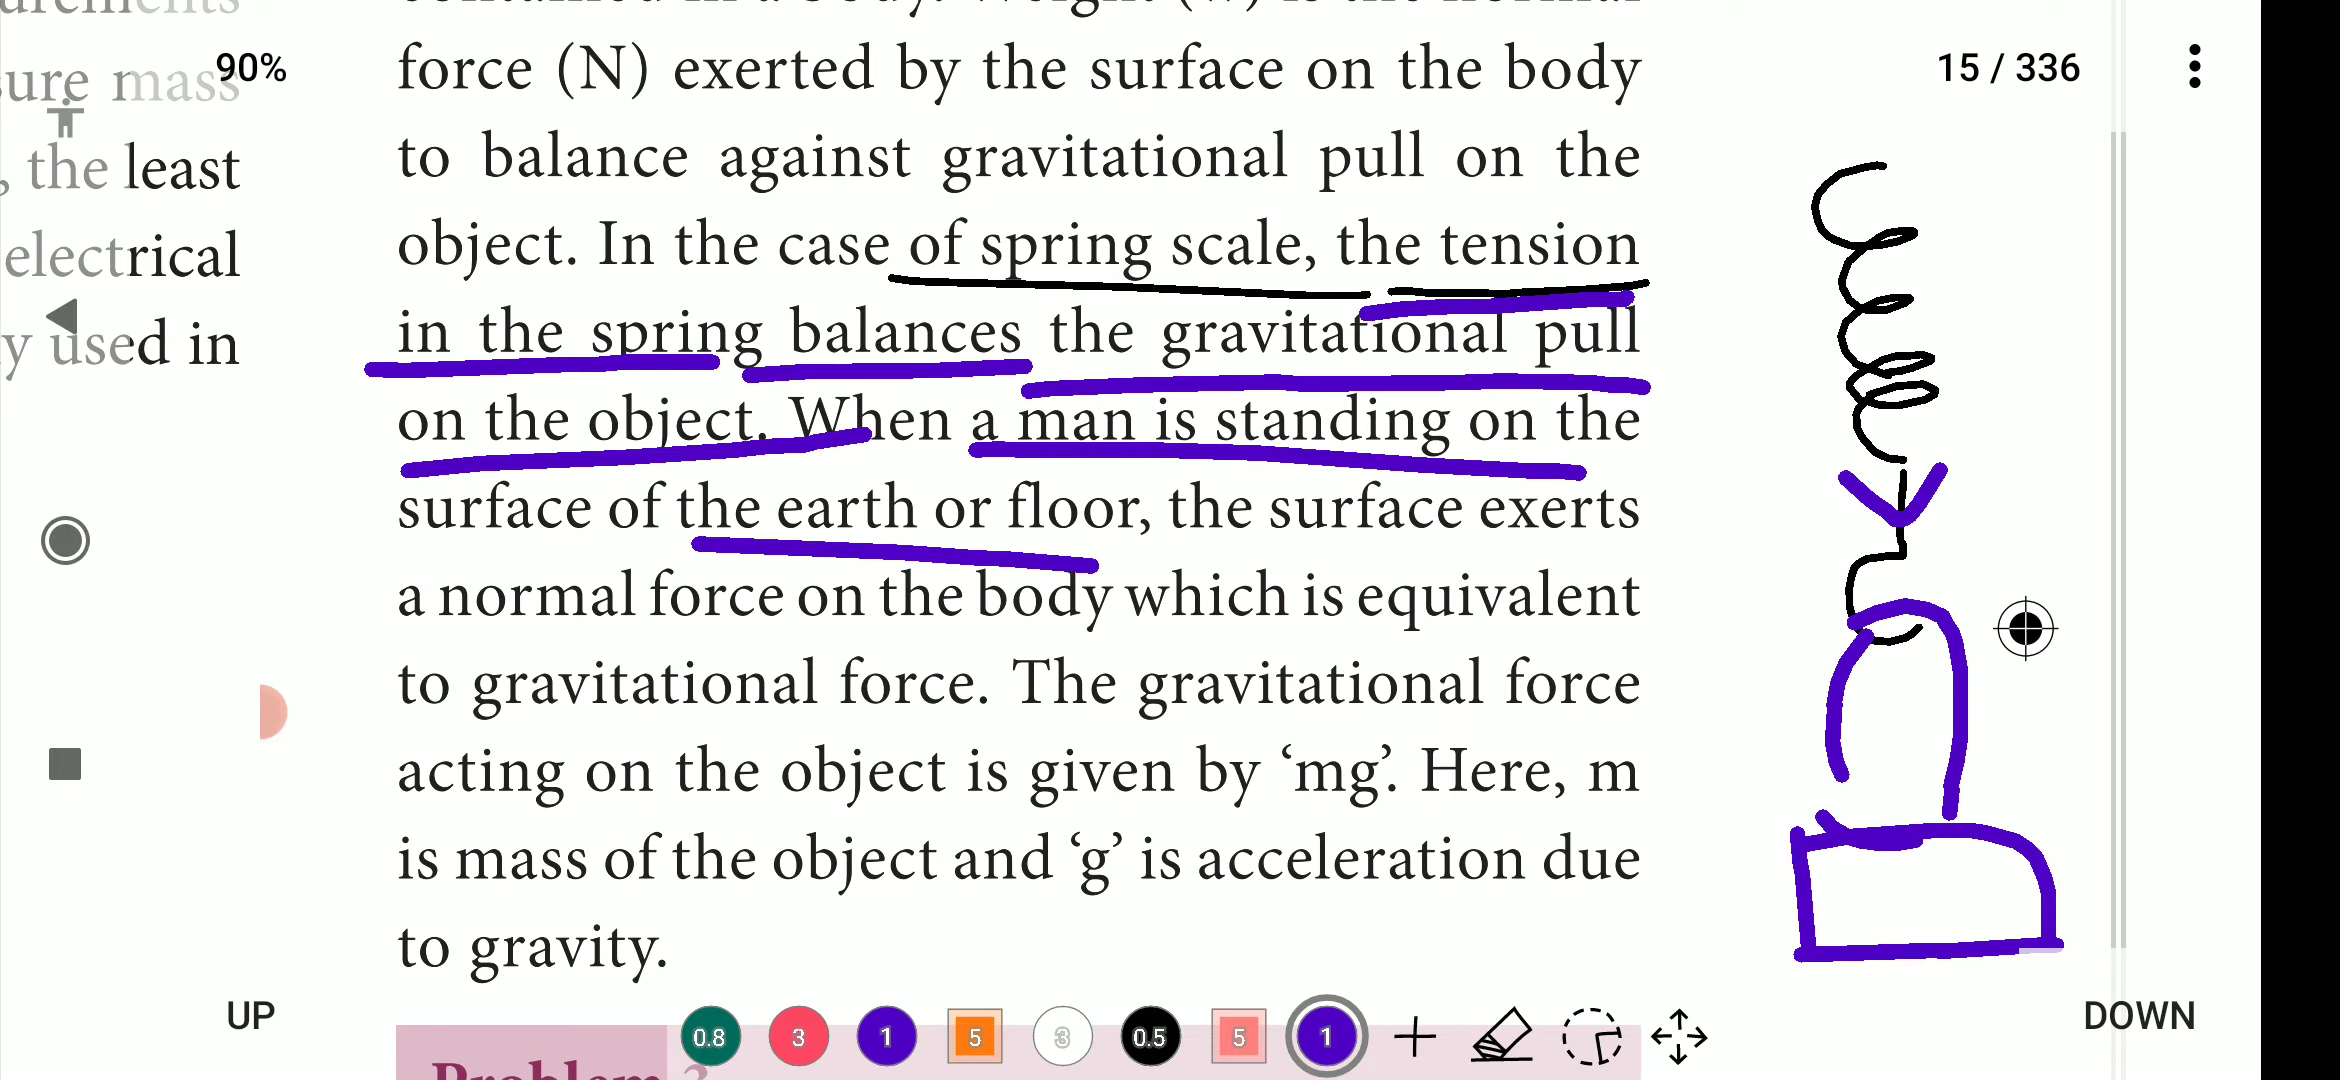 90%
15 / 336
sure mass
, the least
electrical
y used in
force (N) exerted by the surface on the body
to balance against gravitational pull on the
object. In the case of spring scale, the tension
in the spring balances the gravitational pull
on the object. When a man is standing on the
surface of the earth or floor, the surface exerts
a normal force on the body which is equivalent
to gravitational force. The gravitational force
acting on the object is given by ‘mg’. Here, m
is mass of the object and ‘g’ is acceleration due
to gravity.
UP
DOWN
0.8 3 1 5 3 0.5 5 1
Problem 3